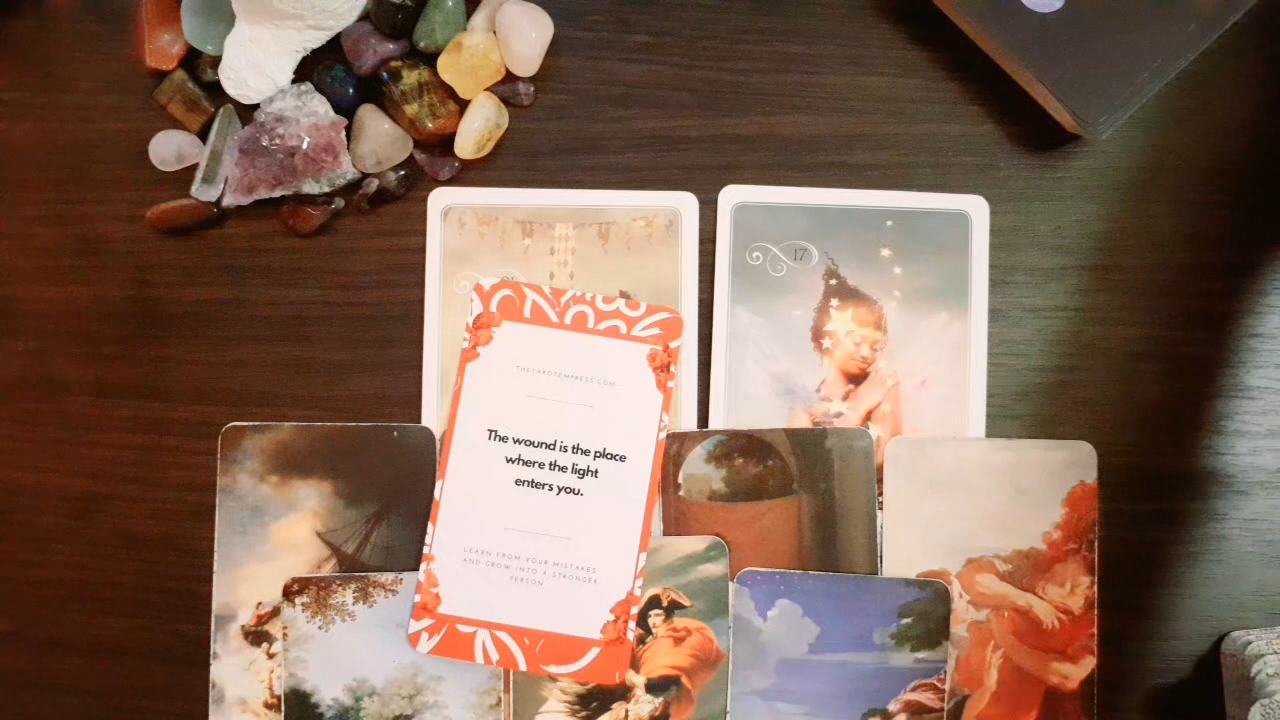 17
THETAROTEMPRESS.COM
The wound is the place
where the light
enters you.
LEARN FROM YOUR MISTAKES
AND GROW INTO A STRONGER
PERSON